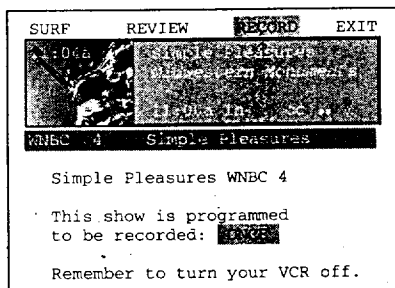 SURF REVIEW RECORD EXIT
Simple Pleasures
WNBC 4 Simple Pleasures
Simple Pleasures WNBC 4
This show is programmed
to be recorded: ONCE
Remember to turn your VCR off.